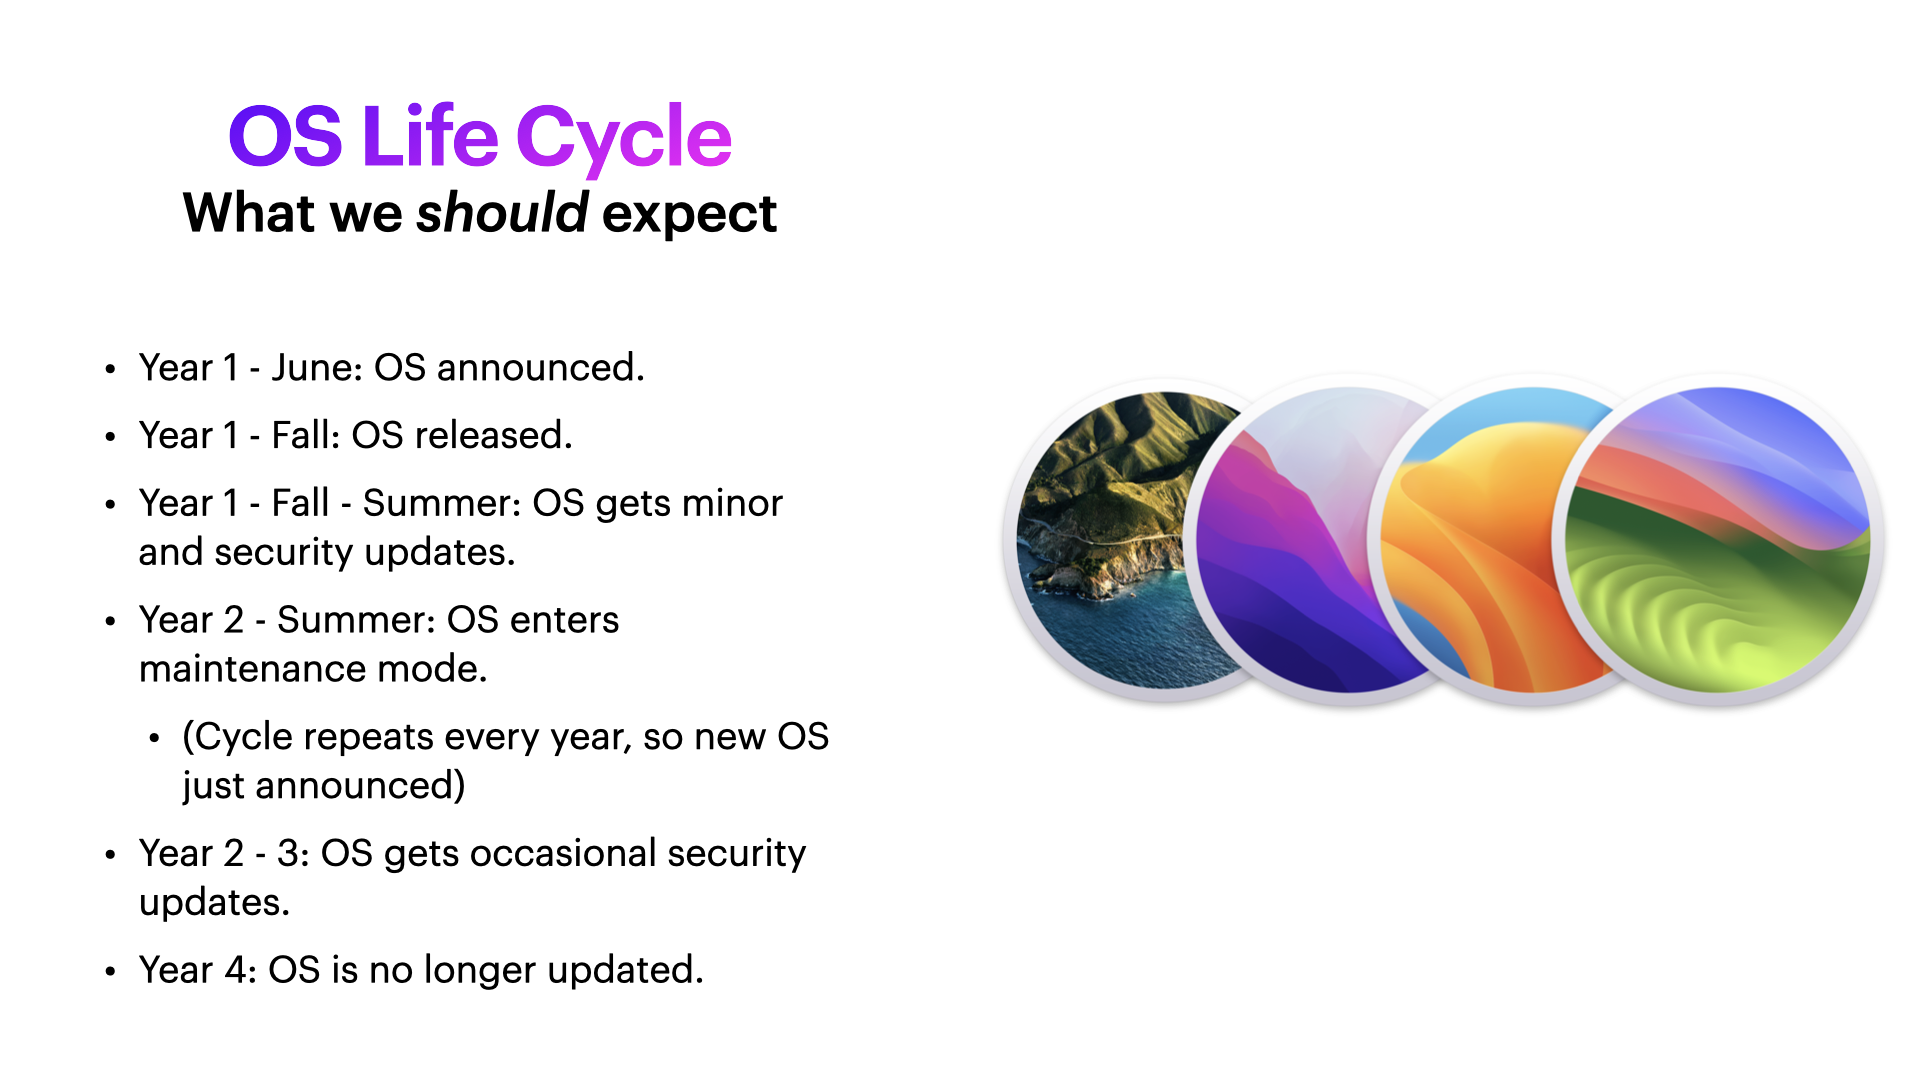 OS Life Cycle
What we should expect
• Year 1 - June: OS announced.
• Year 1 - Fall: OS released.
• Year 1 - Fall - Summer: OS gets minor
and security updates.
• Year 2 - Summer: OS enters
maintenance mode.
• (Cycle repeats every year, so new OS
just announced)
• Year 2 - 3: OS gets occasional security
updates.
• Year 4: OS is no longer updated.